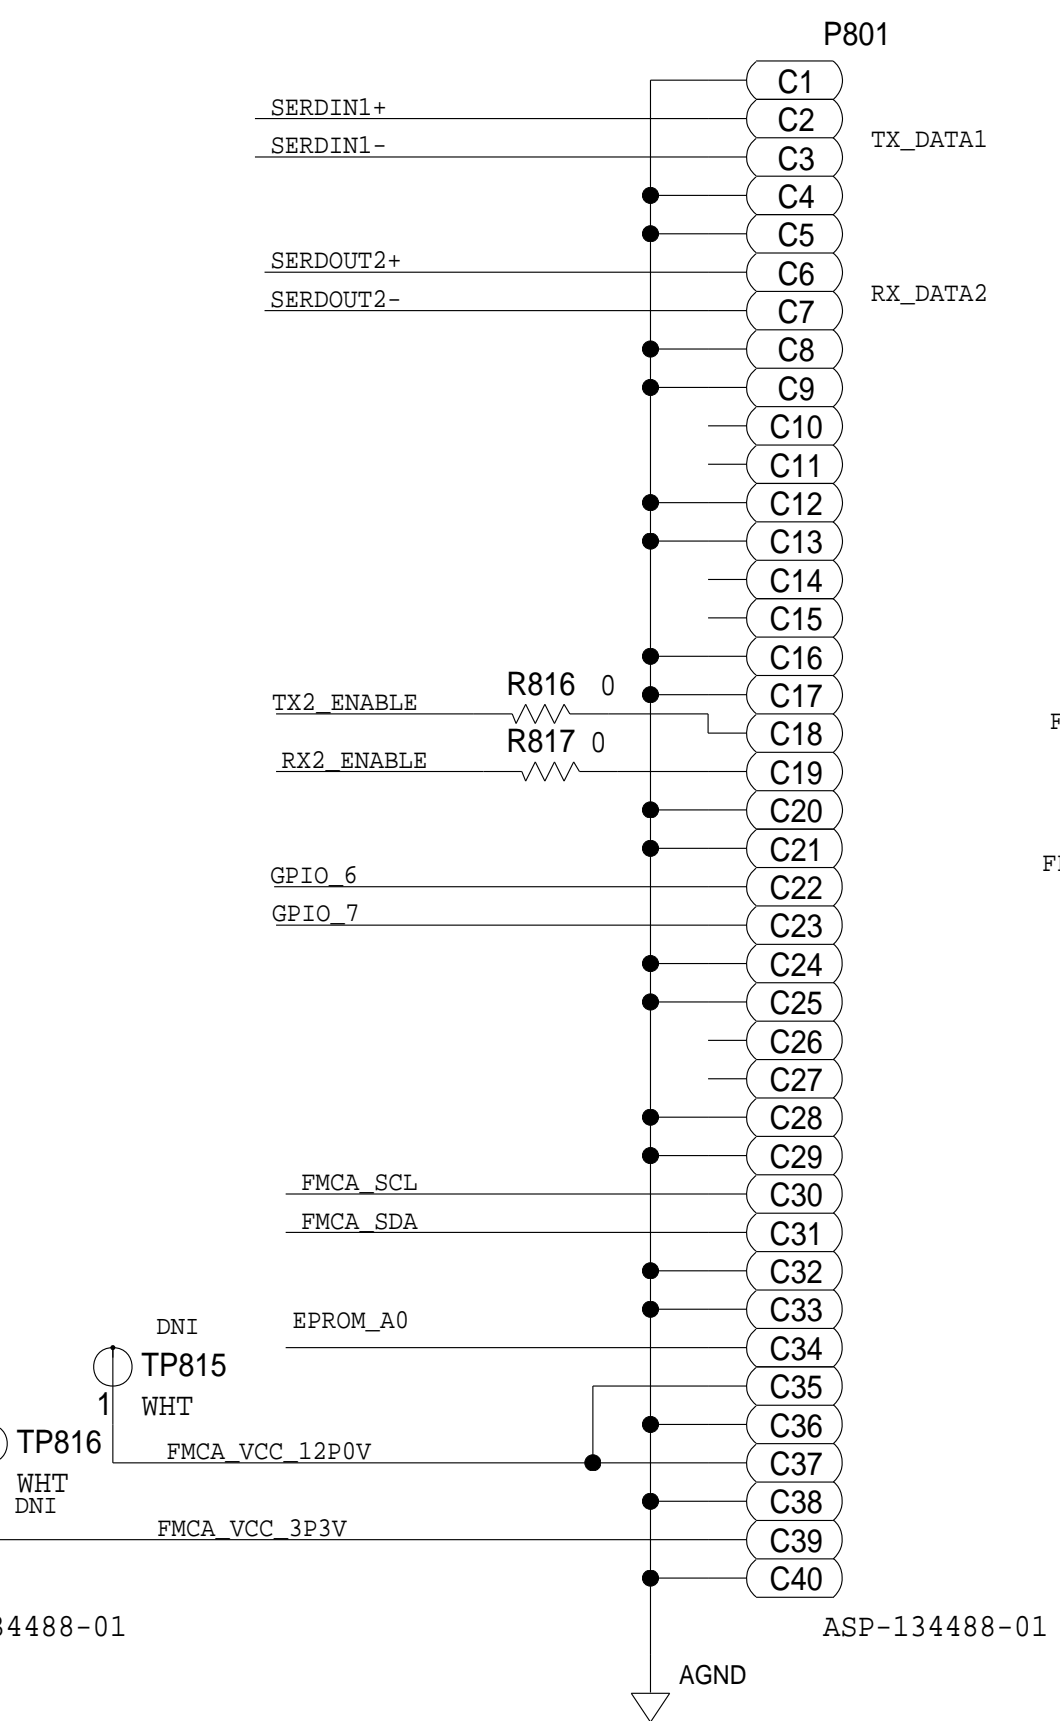 P801
C1
SERDIN1+
C2
TX_DATA1
SERDIN1-
C3
C4
C5
SERDOUT2+
C6
RX_DATA2
SERDOUT2-
C7
C8
C9
C10
C11
C12
C13
C14
C15
C16
R816 0
C17
TX2_ENABLE
C18
R817 0
RX2_ENABLE
C19
C20
C21
GPIO_6
C22
GPIO_7
C23
C24
C25
C26
C27
C28
C29
FMCA_SCL
C30
FMCA_SDA
C31
C32
C33
EPROM_A0
C34
DNI
TP815
1 WHT
C35
C36
TP816
FMCA_VCC_12P0V
C37
WHT
DNI
C38
FMCA_VCC_3P3V
C39
C40
34488-01
ASP-134488-01
AGND